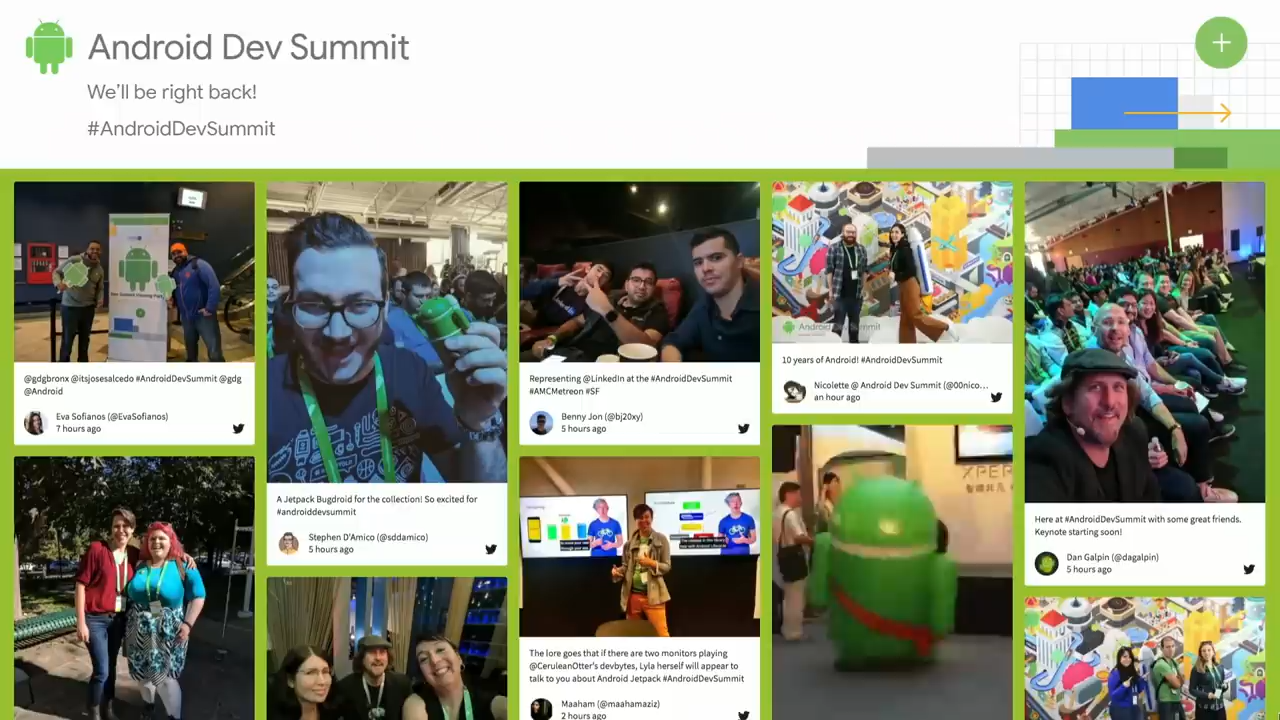 Android Dev Summit
We'll be right back!
#AndroidDevSummit
@gdgbronx @itsjosesalcedo #AndroidDevSummit @gdg
@Android
Eva Sofianos (@EvaSofianos)
7 hours ago
A Jetpack Bugdroid for the collection! So excited for
#androiddevsummit
Stephen D'Amico (@sddamico)
5 hours ago
Representing @LinkedIn at the #AndroidDevSummit
#AMCMetreon #SF
Benny Jon (@bj20xy)
5 hours ago
The lore goes that if there are two monitors playing
@CeruleanOtter's devbytes, Lyla herself will appear to
talk to you about Android Jetpack #AndroidDevSummit
Maaham (@maahamaziz)
2 hours ago
Android Dev Summit
10 years of Android! #AndroidDevSummit
Nicolette @ Android Dev Summit (@00nico...
an hour ago
XPER
Here at #AndroidDevSummit with some great friends.
Keynote starting soon!
Dan Galpin (@dagalpin)
5 hours ago